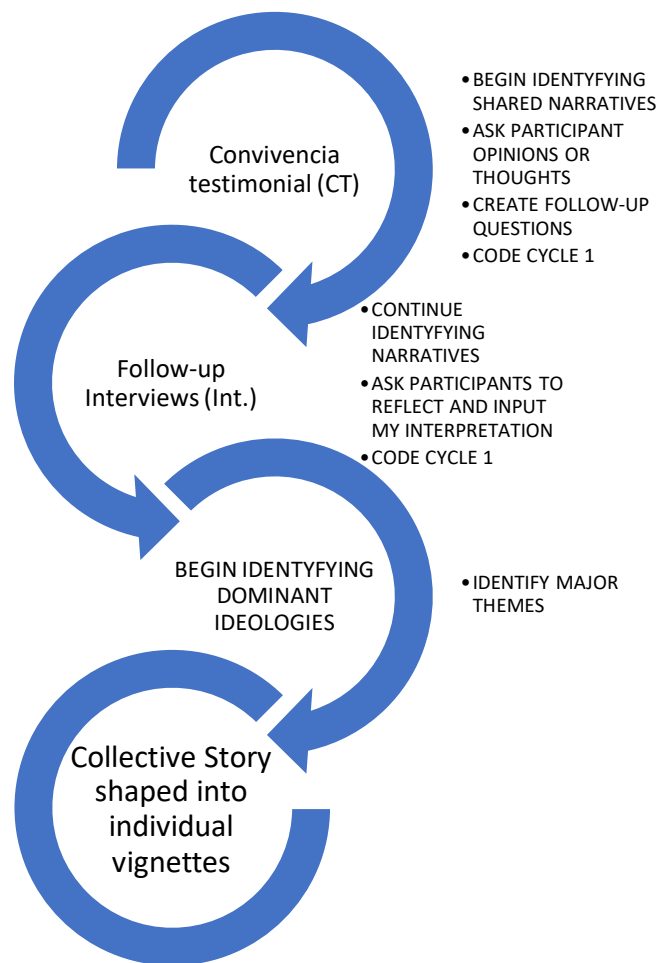 Convivencia
testimonial (CT)
•BEGIN IDENTYFYING
SHARED NARRATIVES
•ASK PARTICIPANT
OPINIONS OR
THOUGHTS
•CREATE FOLLOW-UP
QUESTIONS
•CODE CYCLE 1
Follow-up
Interviews (Int.)
•CONTINUE
IDENTYFYING
NARRATIVES
•ASK PARTICIPANTS TO
REFLECT AND INPUT
MY INTERPRETATION
•CODE CYCLE 1
BEGIN IDENTYFYING
DOMINANT
IDEOLOGIES
•IDENTIFY MAJOR
THEMES
Collective Story
shaped into
individual
vignettes